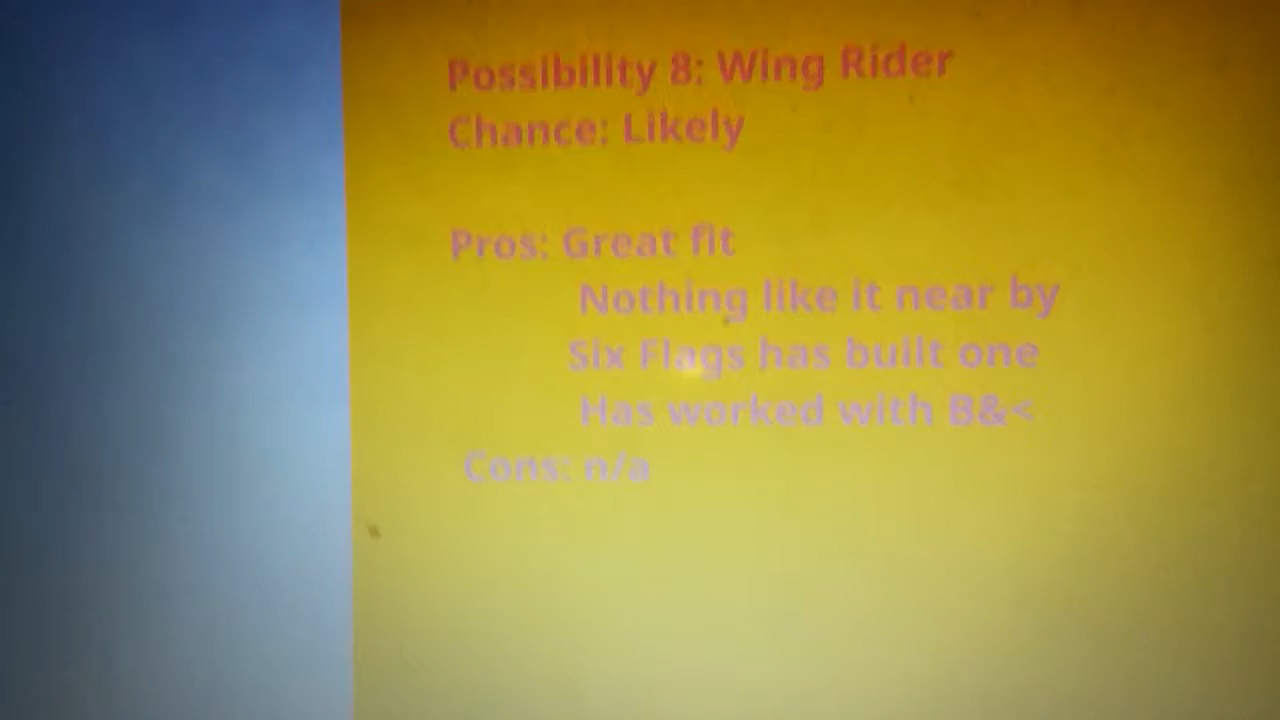 Possibility 8: Wing Rider
Chance: Likely
Pros: Great fit
Nothing like it near by
Six Flags has built one
Has worked with B&<
Cons: n/a